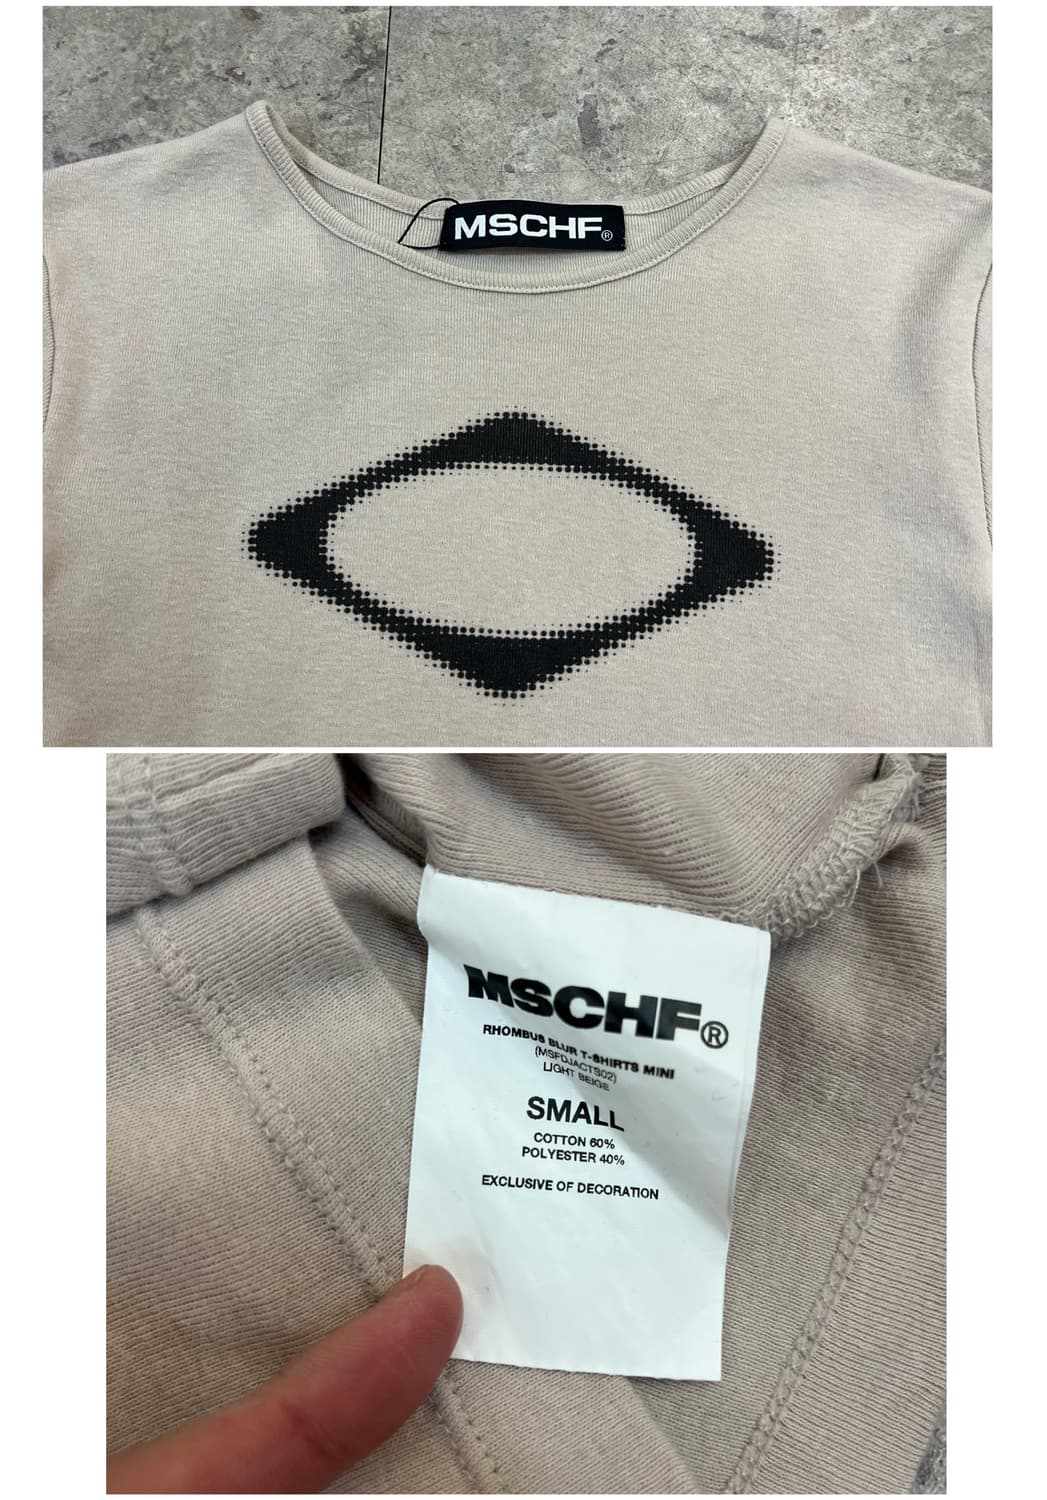 MSCHF®
MSCHF®
RHOMBUS BLUR T-SHIRTS MINI
(MSFDJACTS02)
LIGHT BEIGE
SMALL
COTTON 60%
POLYESTER 40%
EXCLUSIVE OF DECORATION